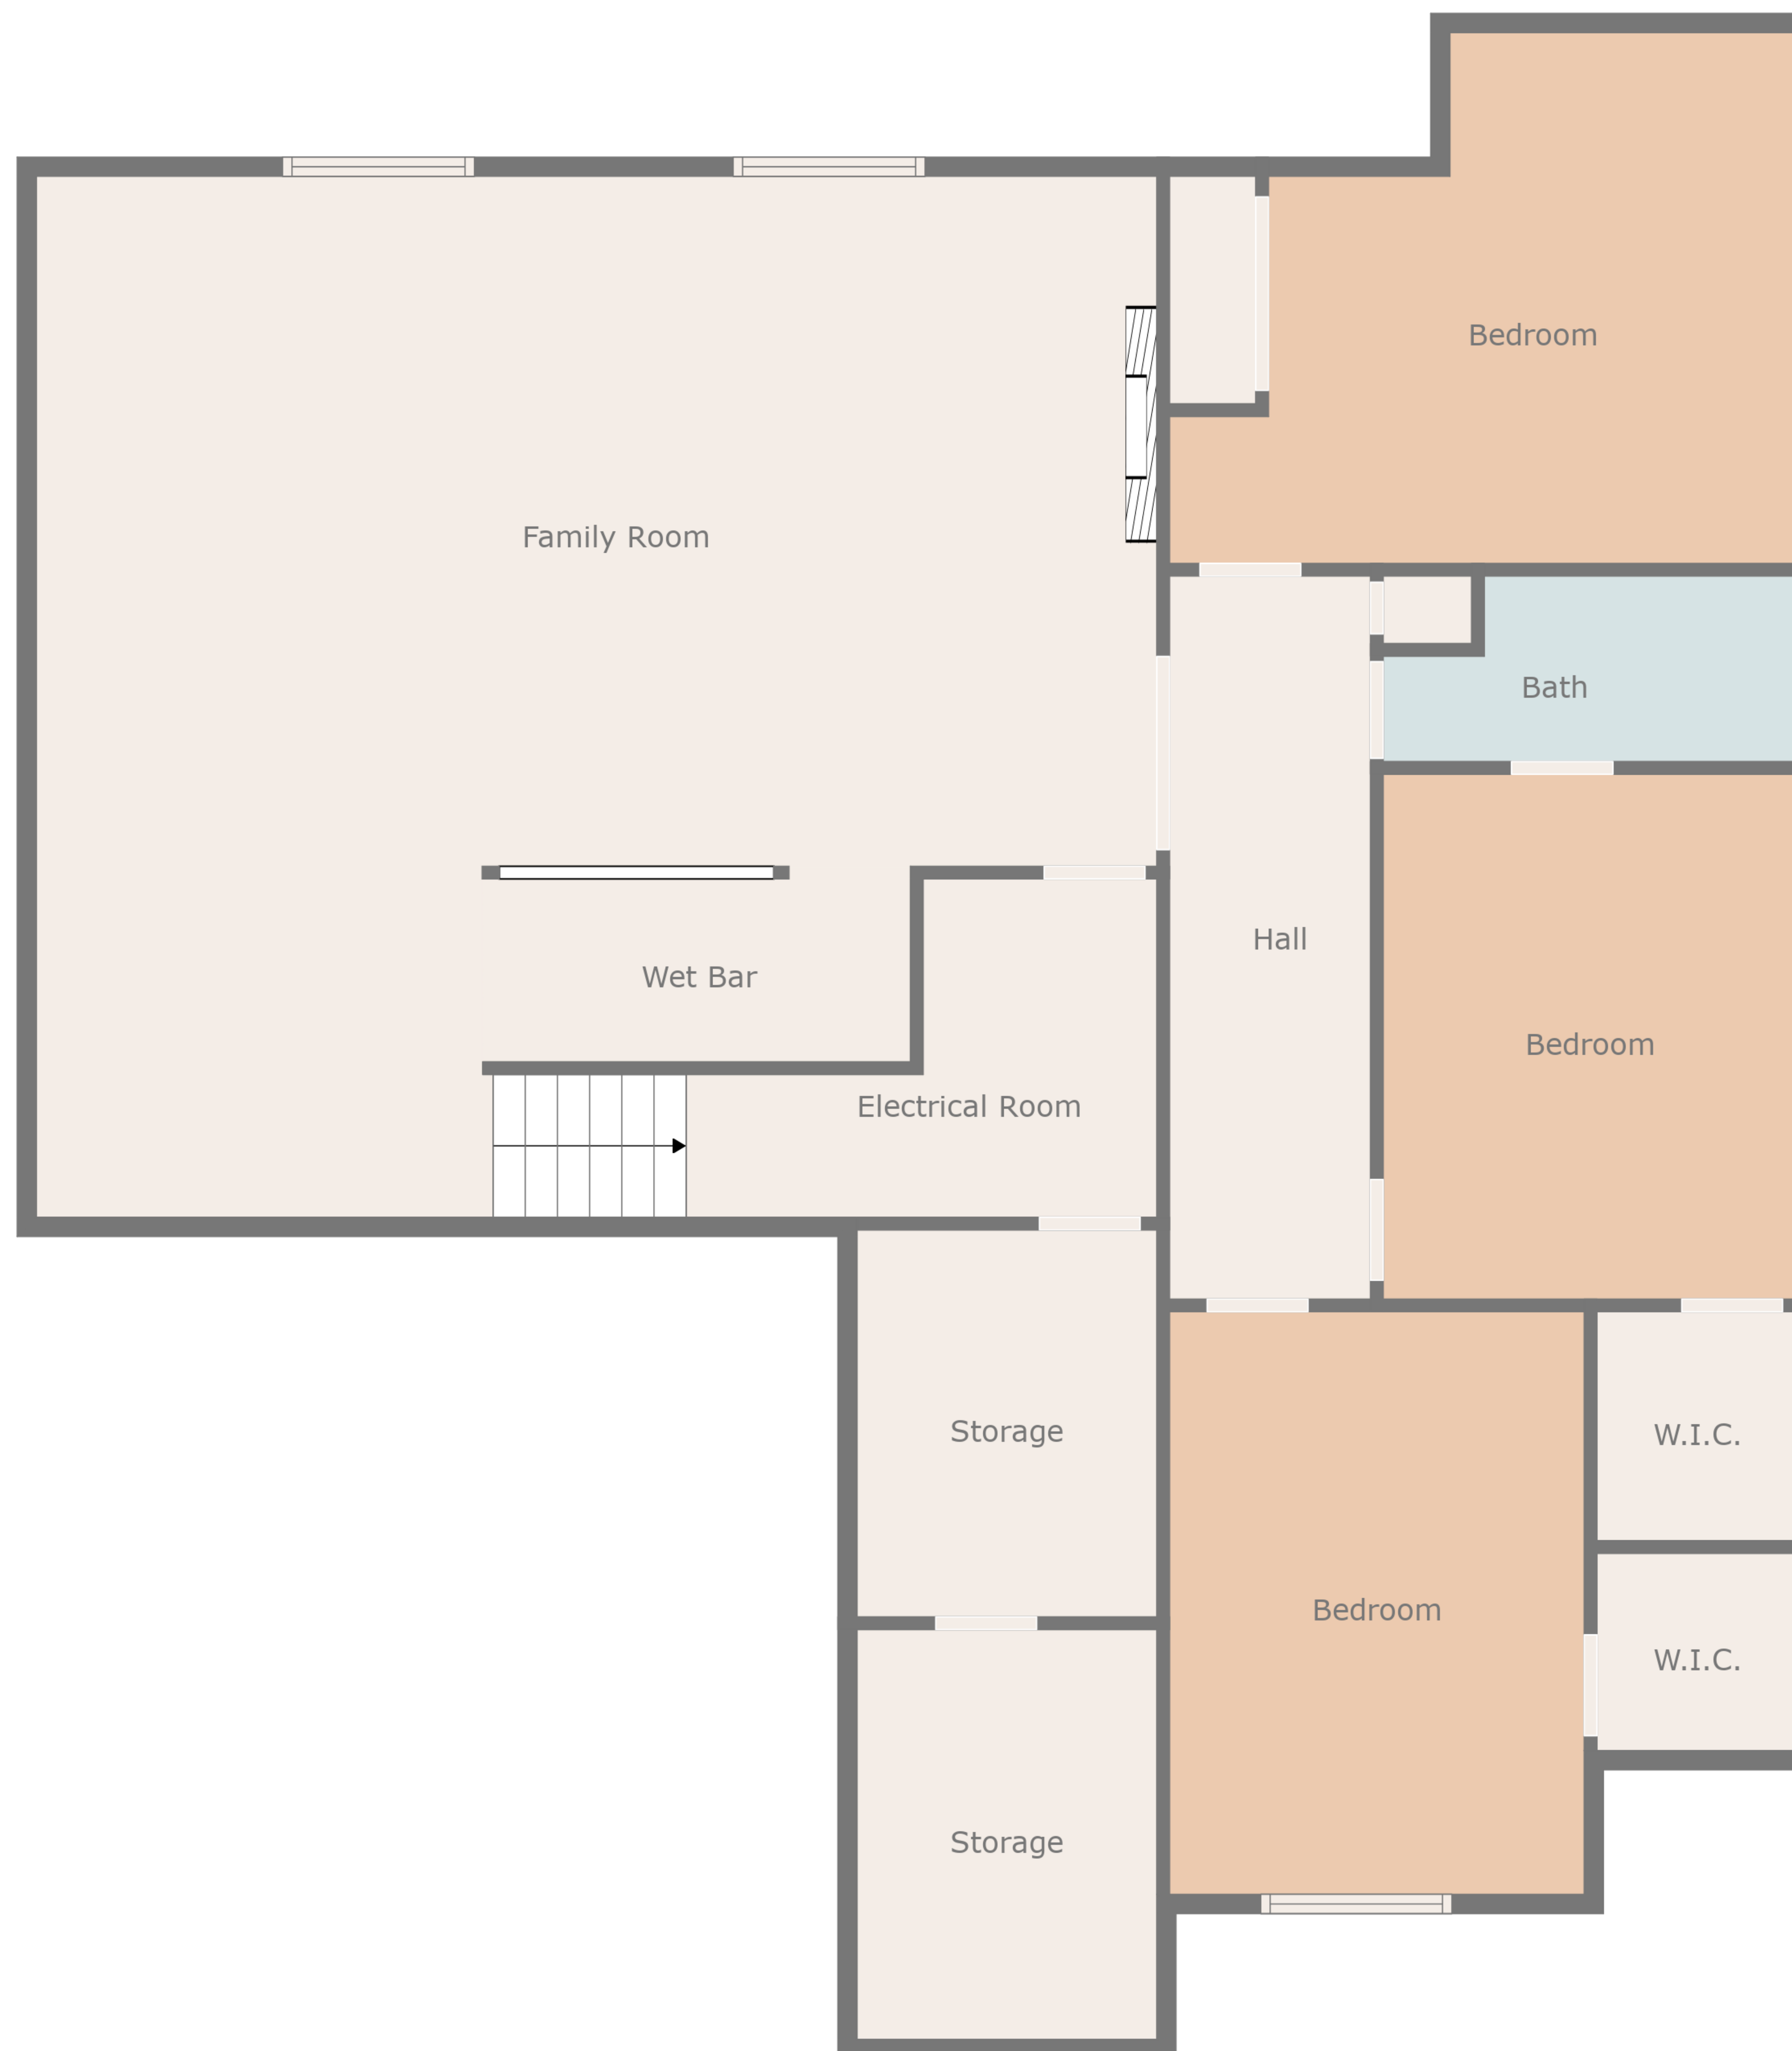 Bedroom
Family Room
Bath
Hall
Wet Bar
Bedroom
Electrical Room
Storage
W.I.C.
Bedroom
W.I.C.
Storage